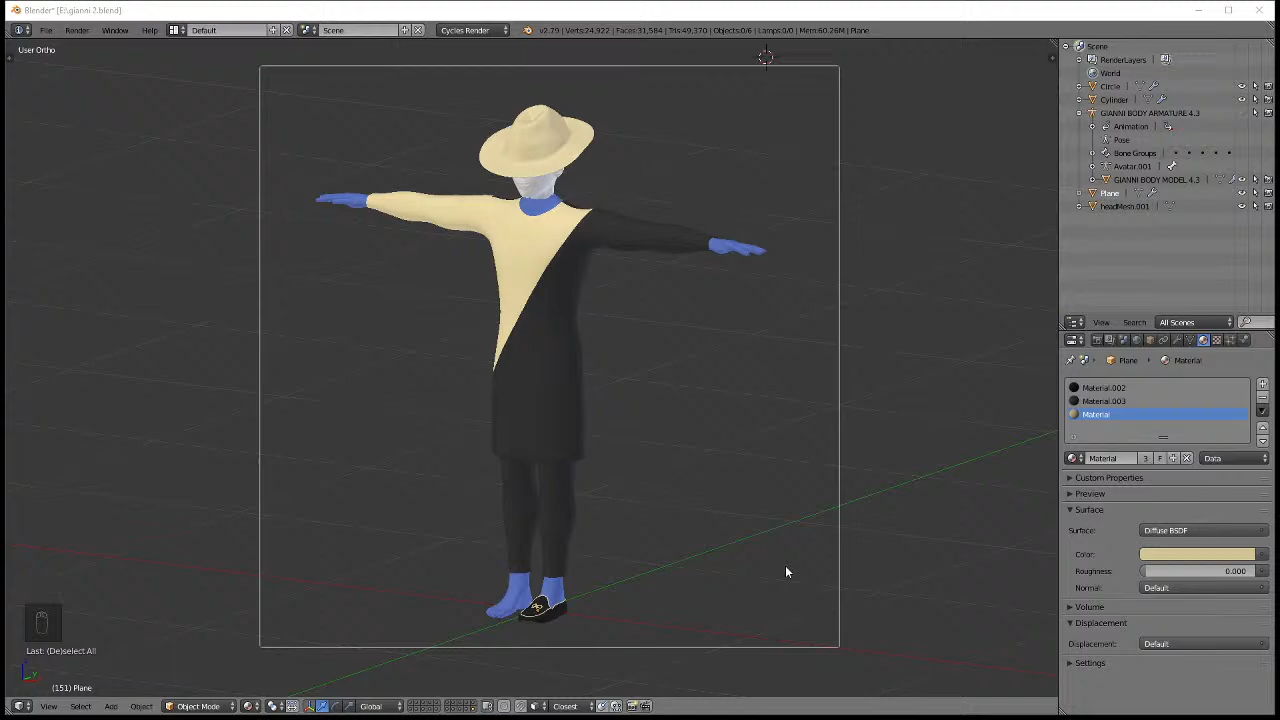 Blender* [E:\gianni 2.blend]
File Render Window Help Default Scene Cycles Render v2.79 | Verts:24,922 | Faces:31,584 | Tris:49,370 | Objects:0/6 | Lamps:0/0 | Mem:60.26M | Plane
User Ortho
Scene
RenderLayers
World
Circle
Cylinder
GIANNI BODY ARMATURE 4.3
Animation
Pose
Bone Groups
Avatar.001
GIANNI BODY MODEL 4.3
Plane
headMesh.001
View Search All Scenes
Plane Material
Material.002
Material.003
Material
Material 3 F Data
Custom Properties
Preview
Surface
Surface: Diffuse BSDF
Color:
Roughness: 0.000
Normal: Default
Volume
Displacement
Displacement: Default
Settings
Last: (De)select All
y
(151) Plane
View Select Add Object Object Mode Global Closest